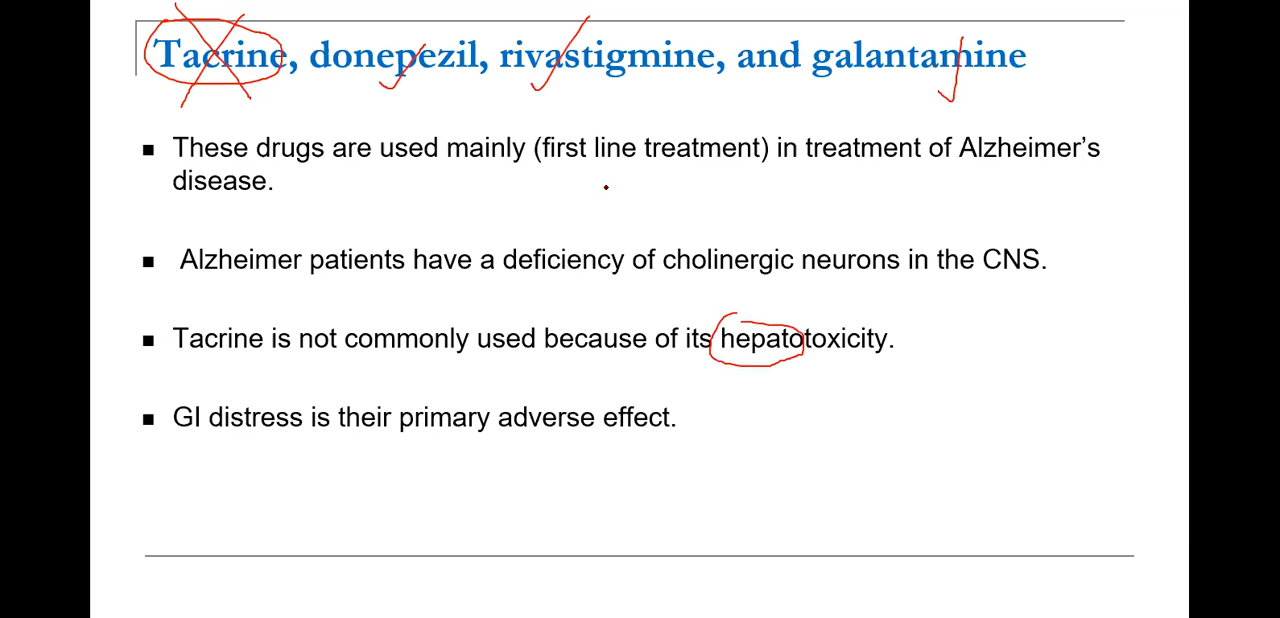 Tacrine, donepezil, rivastigmine, and galantamine
These drugs are used mainly (first line treatment) in treatment of Alzheimer’s
disease.
Alzheimer patients have a deficiency of cholinergic neurons in the CNS.
Tacrine is not commonly used because of its hepatotoxicity.
GI distress is their primary adverse effect.